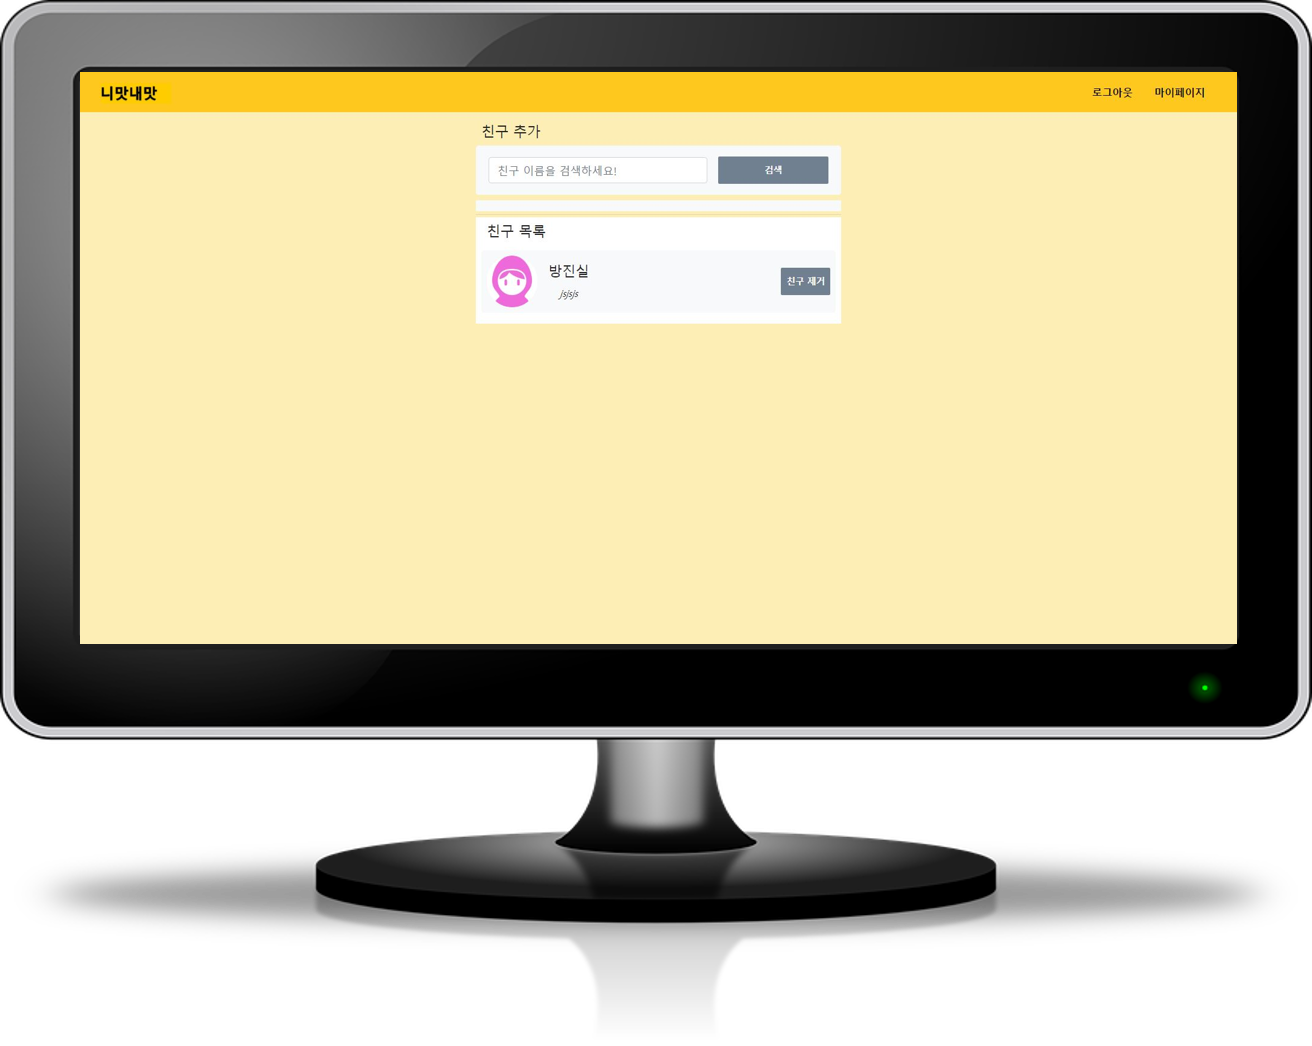 니맛내맛
로그아웃 마이페이지
친구 추가
친구 이름을 검색하세요! 검색
친구 목록
방진실
jsjsjs
친구 제거